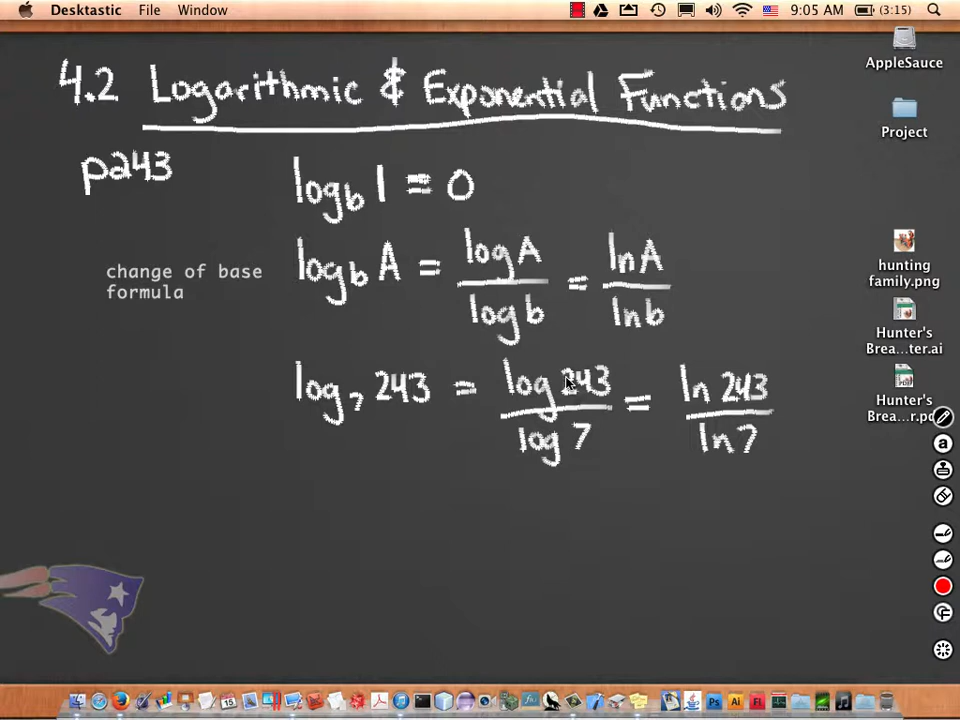 Desktastic File Window 9:05 AM (3:15)
4.2 Logarithmic & Exponential Functions
AppleSauce
Project
p243
log_b 1 = 0
change of base
formula
log_b A = log A / log b = ln A / ln b
hunting
family.png
Hunter's
Brea...ter.ai
log_7 243 = log 243 / log 7 = ln 243 / ln 7
Hunter's
Brea...r.pdf
a